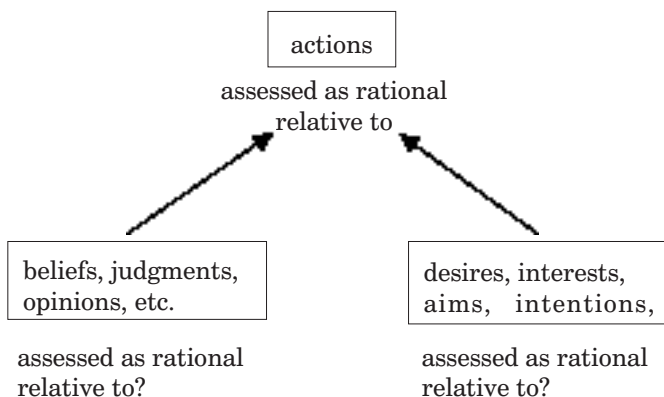 actions
assessed as rational
relative to
beliefs, judgments,
opinions, etc.
desires, interests,
aims, intentions,
assessed as rational
relative to?
assessed as rational
relative to?